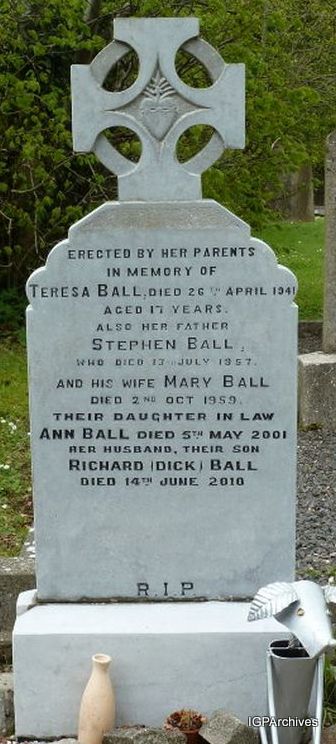 ERECTED BY HER PARENTS
IN MEMORY OF
TERESA BALL, DIED 26TH APRIL 1941
AGED 17 YEARS.
ALSO HER FATHER
STEPHEN BALL,
WHO DIED 13TH JULY 1957.
AND HIS WIFE MARY BALL
DIED 2ND OCT 1959.
THEIR DAUGHTER IN LAW
ANN BALL DIED 5TH MAY 2001
HER HUSBAND, THEIR SON
RICHARD (DICK) BALL
DIED 14TH JUNE 2010
R.I.P
IGPArchives